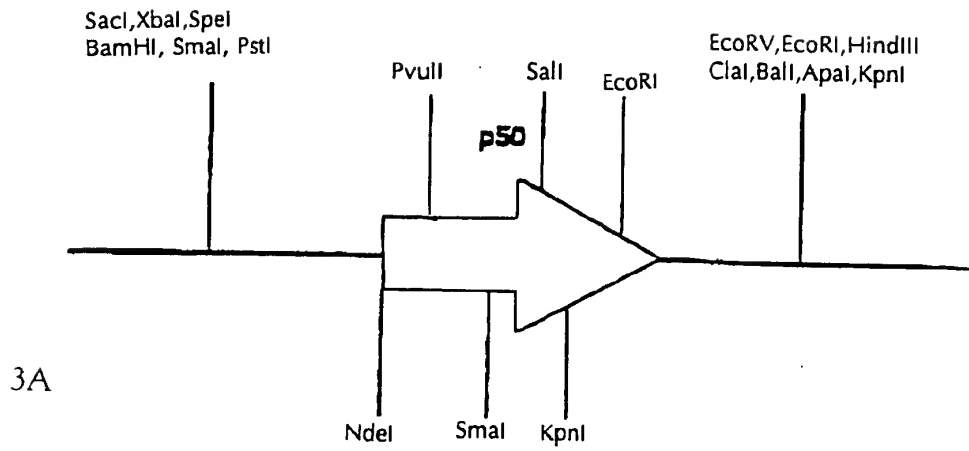 SacI,XbaI,SpeI
BamHI, SmaI, PstI
PvuII
SalI
EcoRI
EcoRV,EcoRI,HindIII
ClaI,BalI,ApaI,KpnI
p50
3A
NdeI
SmaI
KpnI